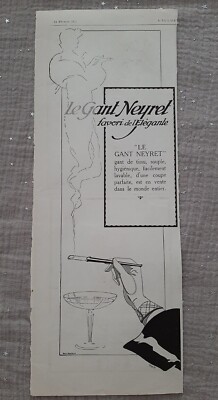 Le Gant Neyret
favori de l'Elégante
"LE
GANT NEYRET"
gant de tissu, souple,
hygiénique, facilement
lavable, d'une coupe
parfaite, est en vente
dans le monde entier.